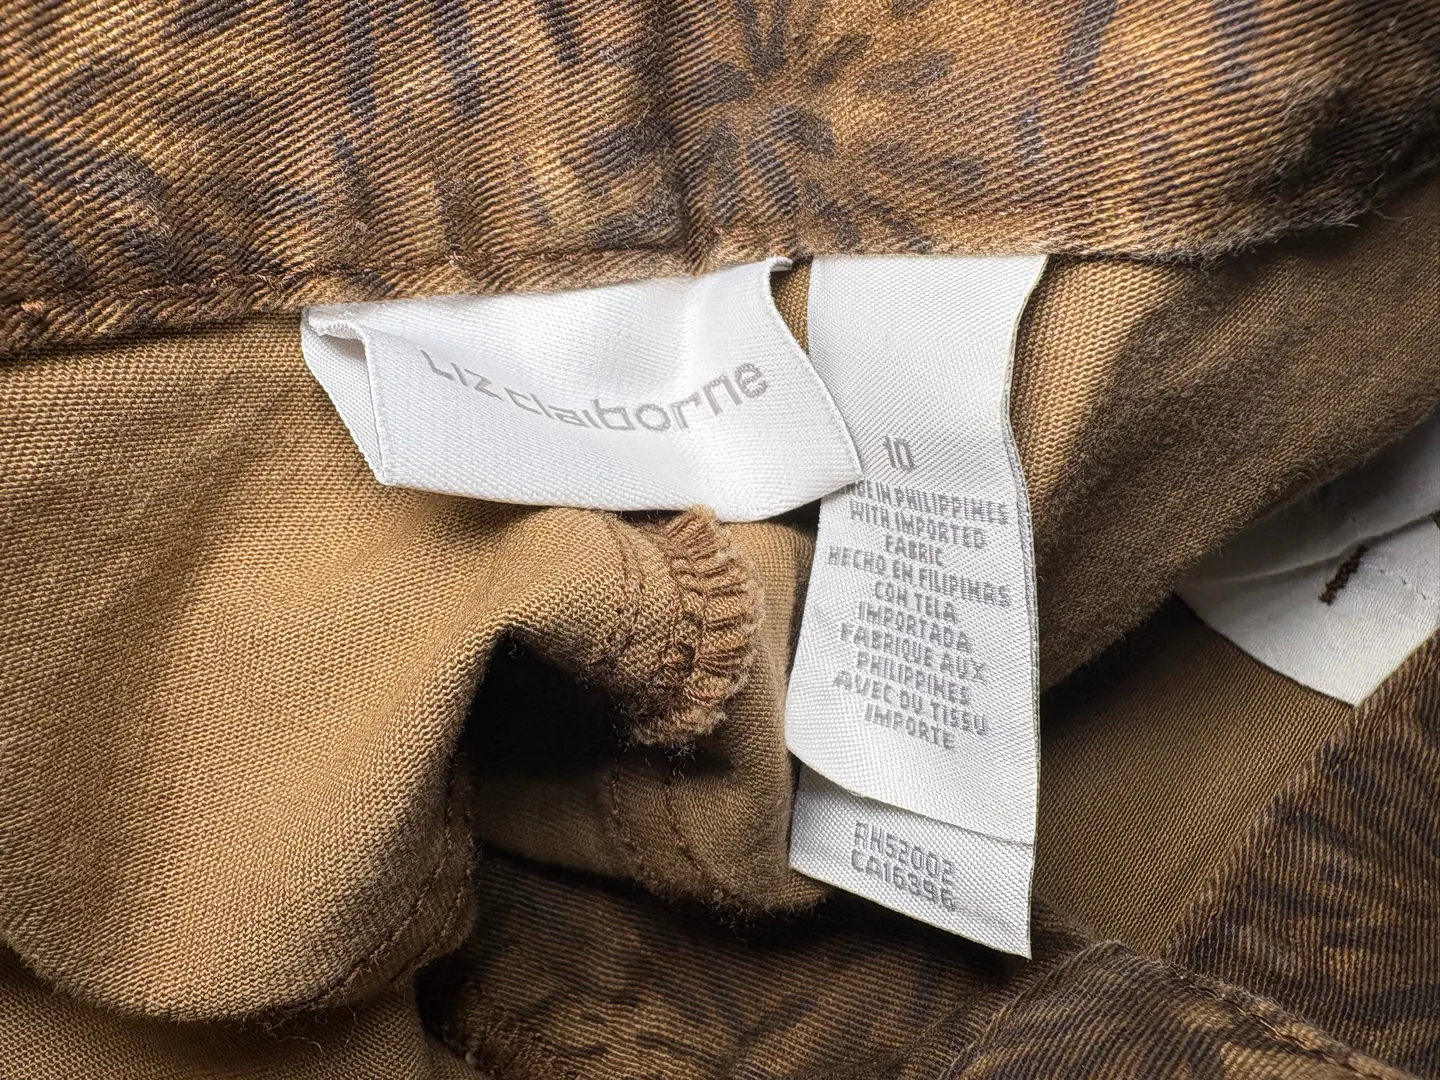 Liz claiborne
10
IN PHILIPPINES
WITH IMPORTED
FABRIC
HECHO EN FILIPINAS
CON TELA
IMPORTADA
FABRIQUE AUX
PHILIPPINES
AVEC DU TISSU
IMPORTE
RN52002
CA16396